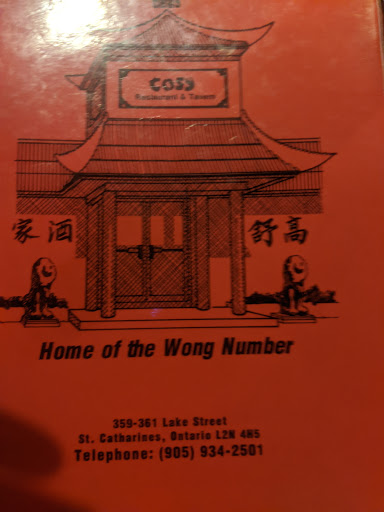 COSY
Restaurant & Tavern
高舒酒家
Home of the Wong Number
359-361 Lake Street
St. Catharines, Ontario L2N 4H5
Telephone: (905) 934-2501